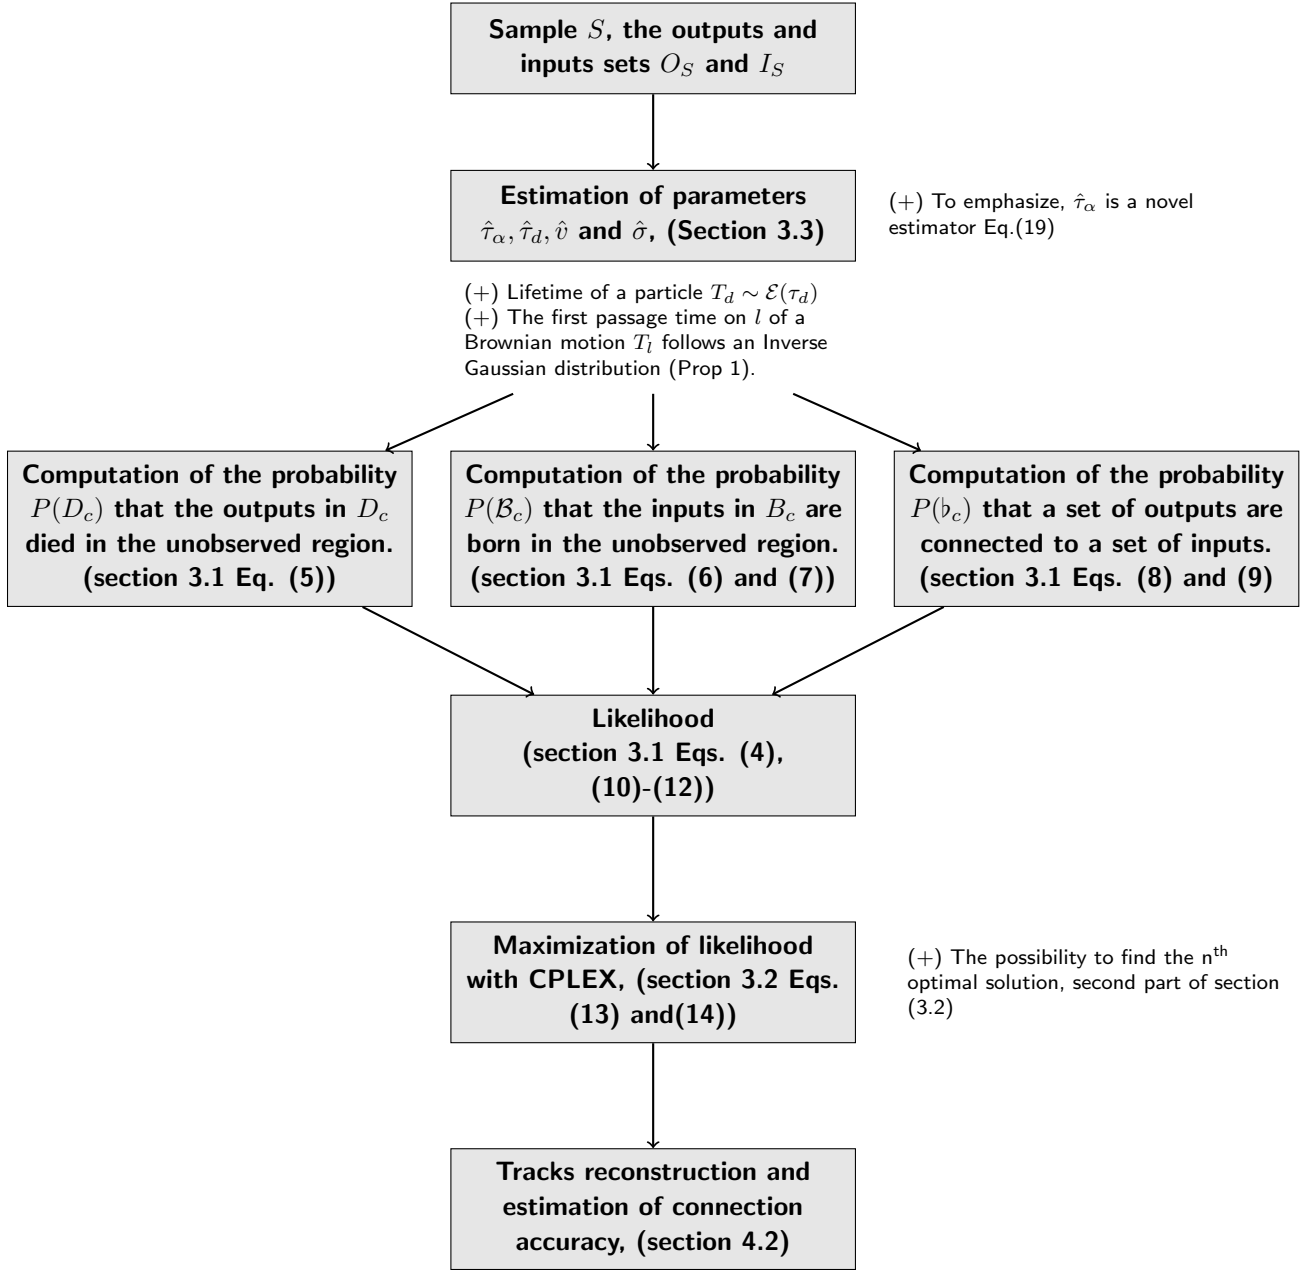 Sample S, the outputs and
inputs sets O_S and I_S
Estimation of parameters
τ̂_α, τ̂_d, v̂ and σ̂, (Section 3.3)
(+) To emphasize, τ̂_α is a novel
estimator Eq.(19)
(+) Lifetime of a particle T_d ∼ ℰ(τ_d)
(+) The first passage time on l of a
Brownian motion T_l follows an Inverse
Gaussian distribution (Prop 1).
Computation of the probability
P(D_c) that the outputs in D_c
died in the unobserved region.
(section 3.1 Eq. (5))
Computation of the probability
P(ℬ_c) that the inputs in B_c are
born in the unobserved region.
(section 3.1 Eqs. (6) and (7))
Computation of the probability
P(♭_c) that a set of outputs are
connected to a set of inputs.
(section 3.1 Eqs. (8) and (9)
Likelihood
(section 3.1 Eqs. (4),
(10)-(12))
Maximization of likelihood
with CPLEX, (section 3.2 Eqs.
(13) and(14))
(+) The possibility to find the n^th
optimal solution, second part of section
(3.2)
Tracks reconstruction and
estimation of connection
accuracy, (section 4.2)